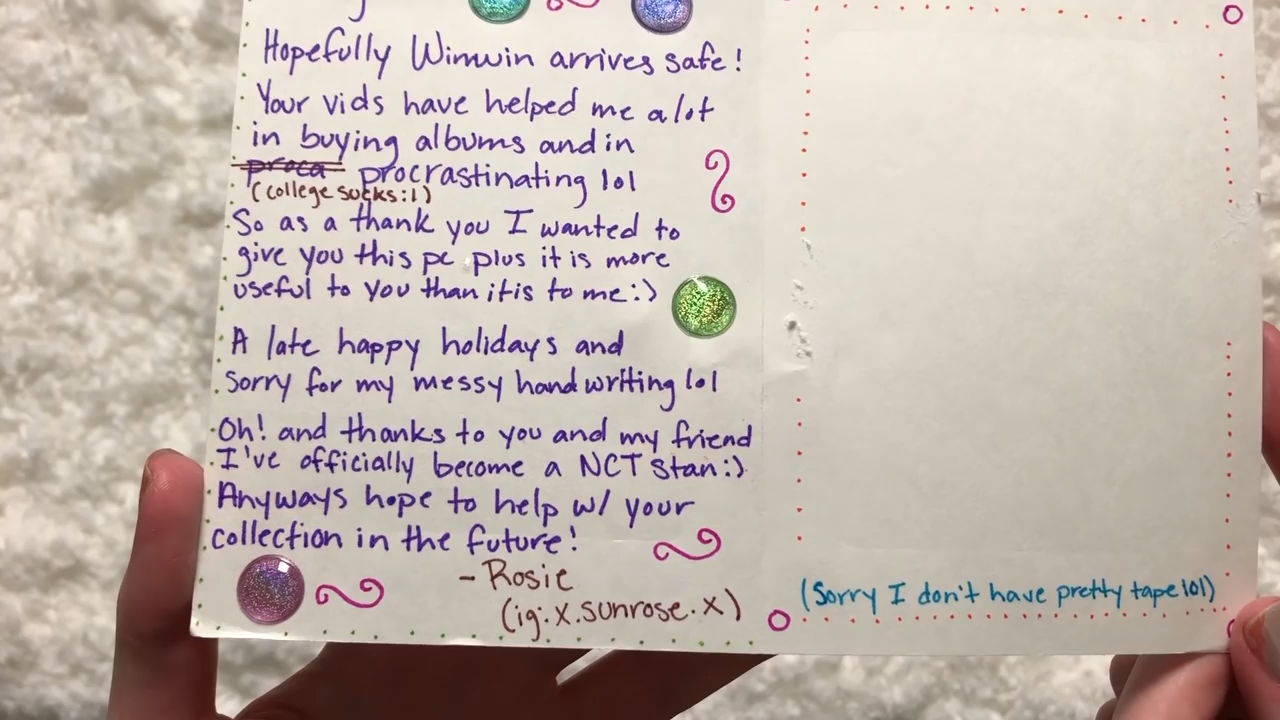 Hopefully Winwin arrives safe!
Your vids have helped me a lot
in buying albums and in
proca procrastinating lol
(college sucks:l)
So as a thank you I wanted to
give you this pc plus it is more
useful to you than it is to me:)
A late happy holidays and
sorry for my messy handwriting lol
Oh! and thanks to you and my friend
I've officially become a NCT stan:)
Anyways hope to help w/ your
collection in the future!
- Rosie
(ig: x.sunrose.x)
(Sorry I don't have pretty tape lol)